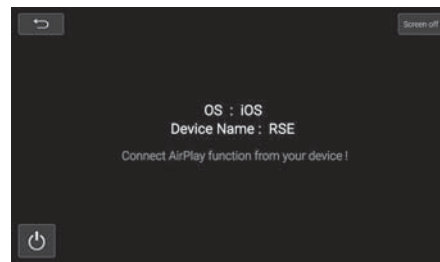 Screen off
OS : iOS
Device Name : RSE
Connect AirPlay function from your device !